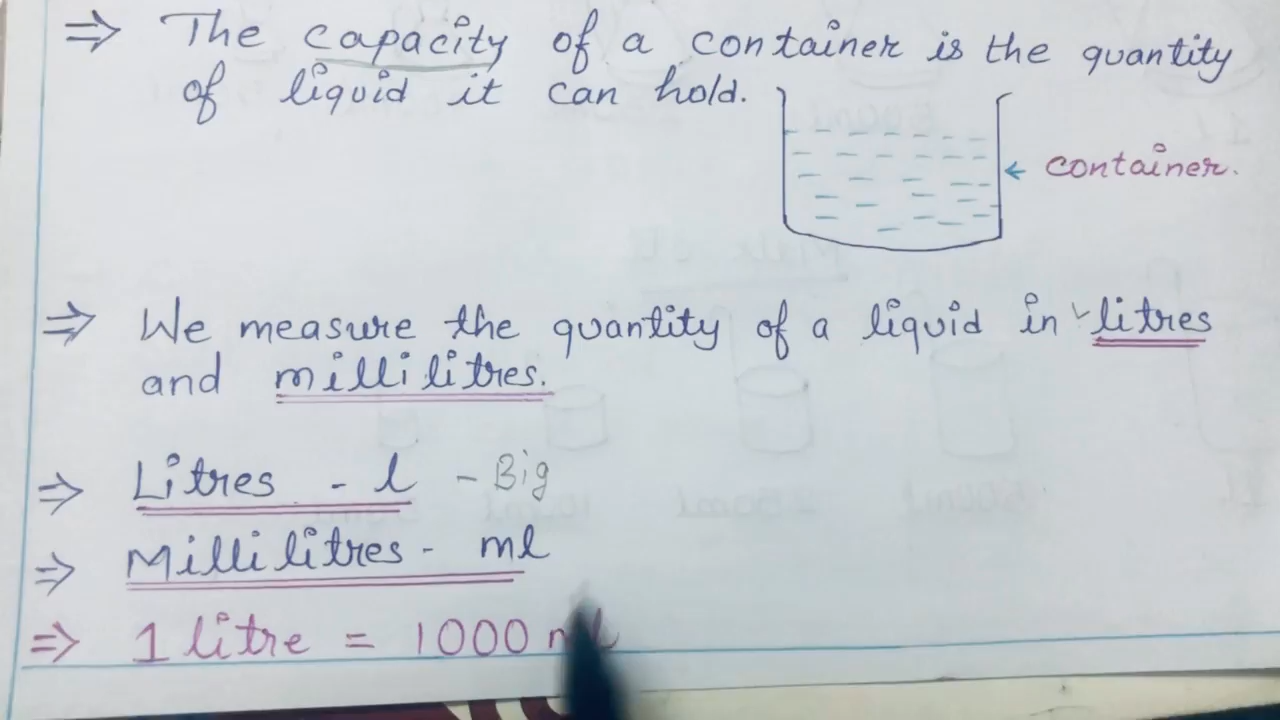 ⇒ The capacity of a container is the quantity
of liquid it can hold.
← container.
⇒ We measure the quantity of a liquid in litres
and millilitres.
⇒ Litres - l - Big
⇒ Millilitres - ml
⇒ 1 litre = 1000 ml